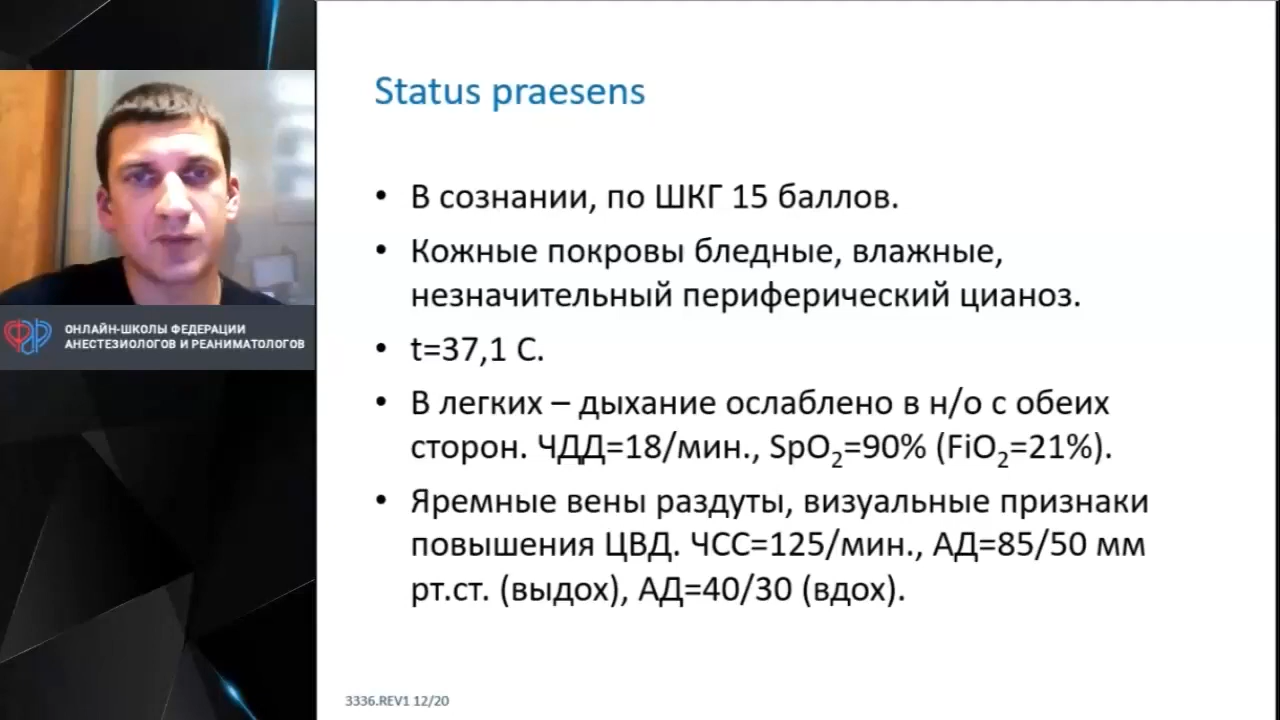 Status praesens
• В сознании, по ШКГ 15 баллов.
• Кожные покровы бледные, влажные,
незначительный периферический цианоз.
• t=37,1 С.
• В легких – дыхание ослаблено в н/о с обеих
сторон. ЧДД=18/мин., SpO₂=90% (FiO₂=21%).
• Яремные вены раздуты, визуальные признаки
повышения ЦВД. ЧСС=125/мин., АД=85/50 мм
рт.ст. (выдох), АД=40/30 (вдох).
ОНЛАЙН-ШКОЛЫ ФЕДЕРАЦИИ
АНЕСТЕЗИОЛОГОВ И РЕАНИМАТОЛОГОВ
3336.REV1 12/20